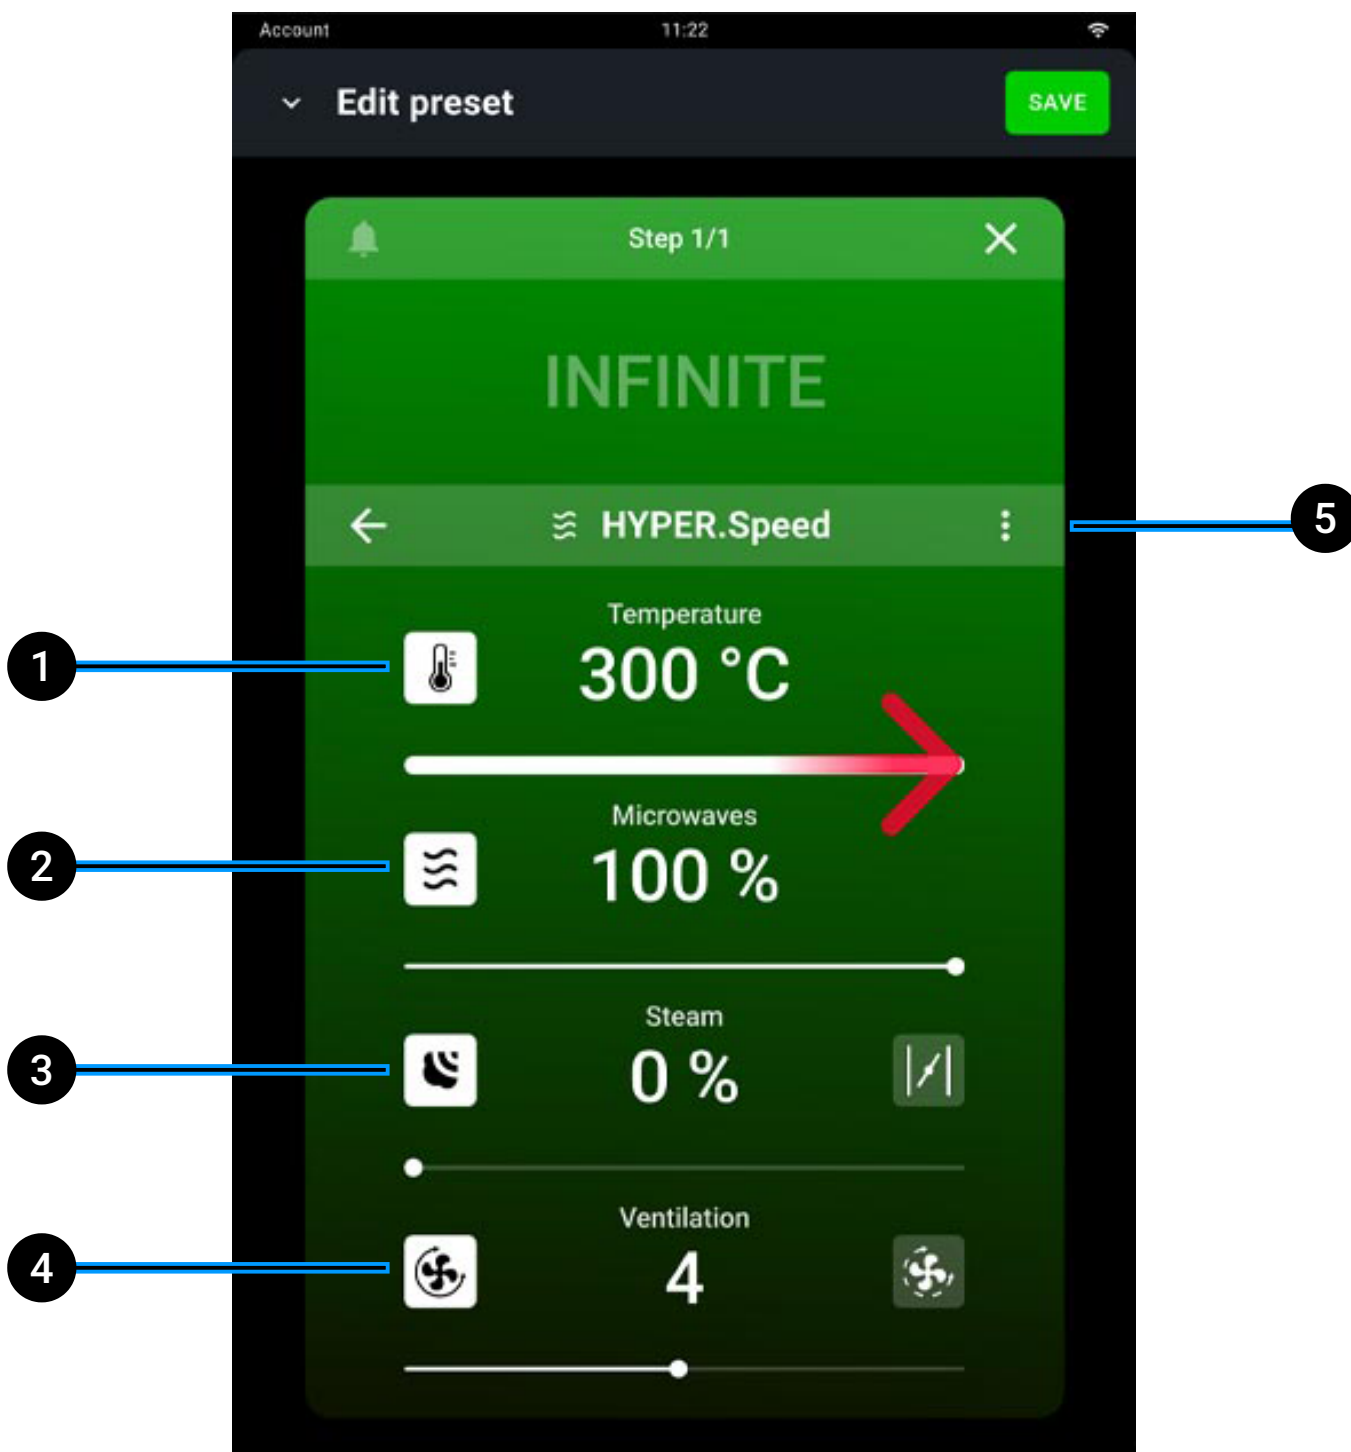 Account 11:22
Edit preset SAVE
Step 1/1
INFINITE
HYPER.Speed
5
Temperature
1 300 °C
Microwaves
2 100 %
Steam
3 0 %
Ventilation
4 4